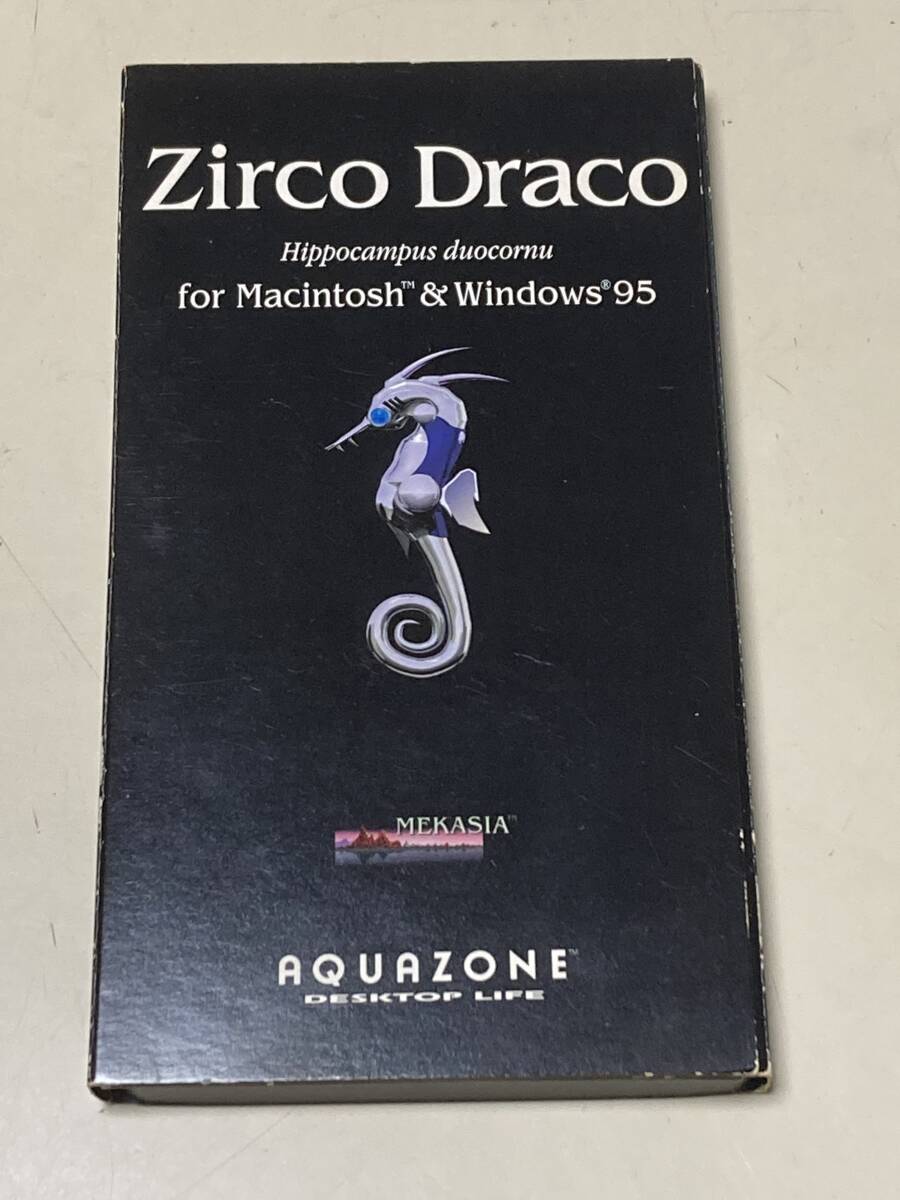 Zirco Draco
Hippocampus duocornu
for Macintosh™ & Windows® 95
MEKASIA™
AQUAZONE™
DESKTOP LIFE